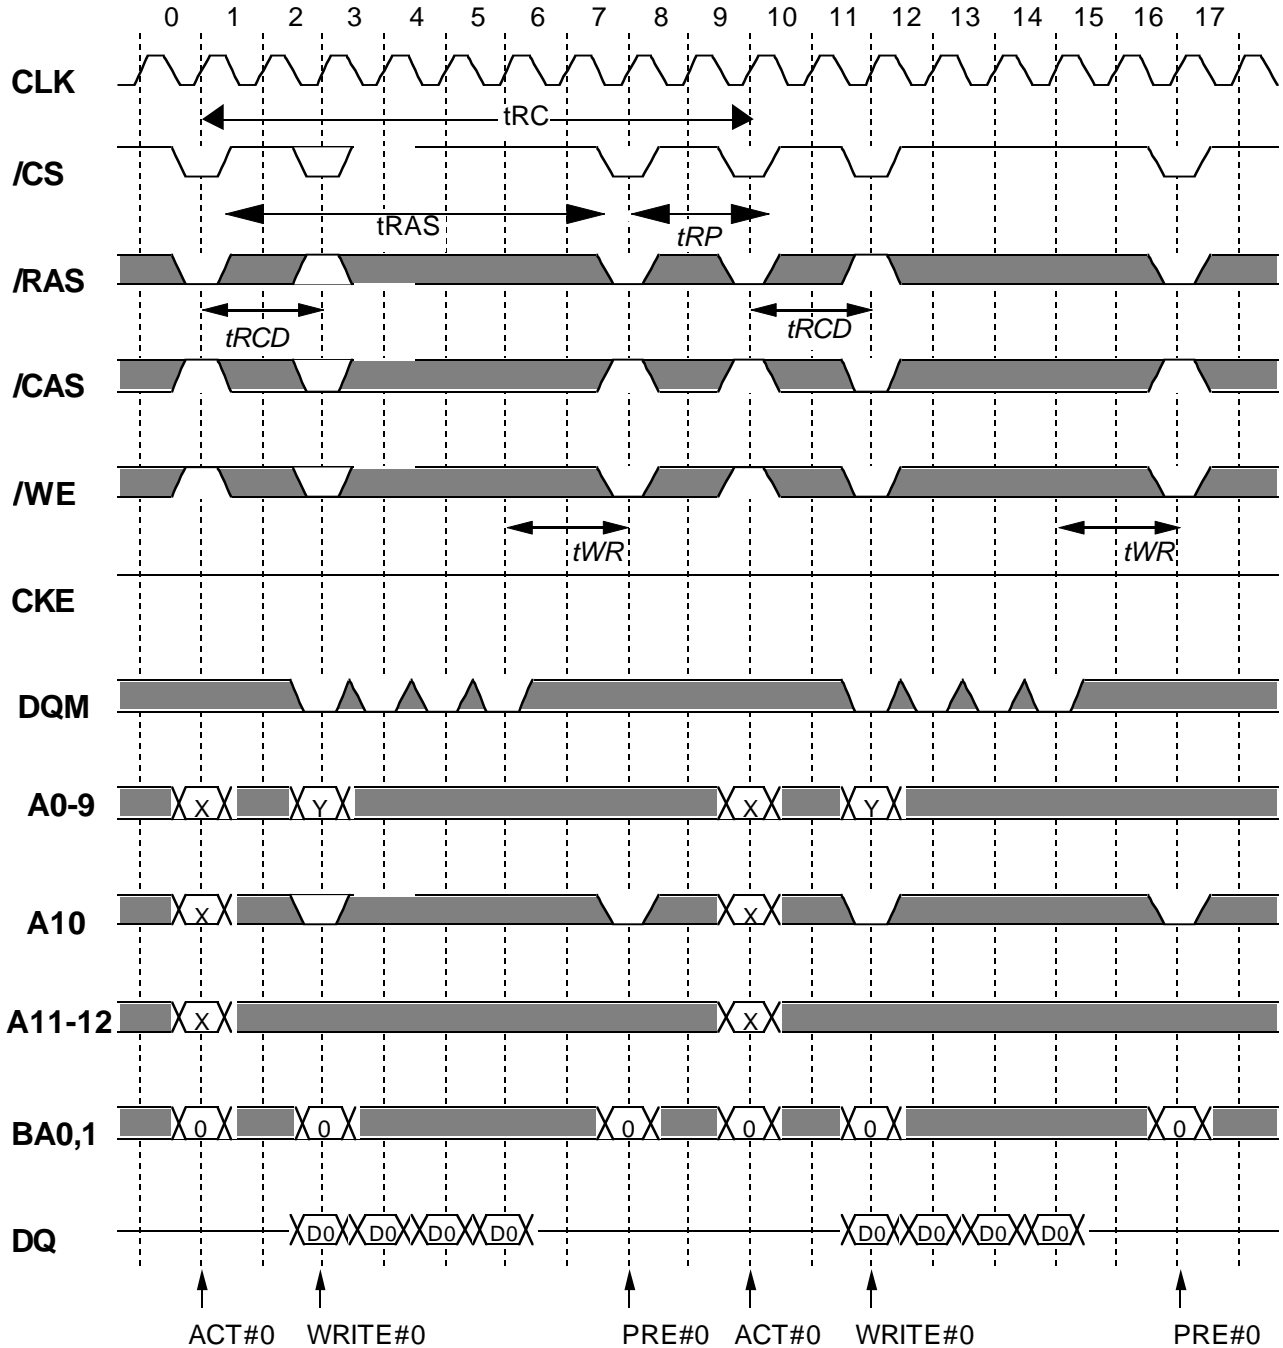 0 1 2 3 4 5 6 7 8 9 10 11 12 13 14 15 16 17
CLK
tRC
/CS
tRAS tRP
/RAS
tRCD tRCD
/CAS
/WE
tWR tWR
CKE
DQM
A0-9 X Y X Y
A10 X X
A11-12 X X
BA0,1 0 0 0 0 0 0
DQ D0 D0 D0 D0 D0 D0 D0 D0
ACT#0 WRITE#0 PRE#0 ACT#0 WRITE#0 PRE#0